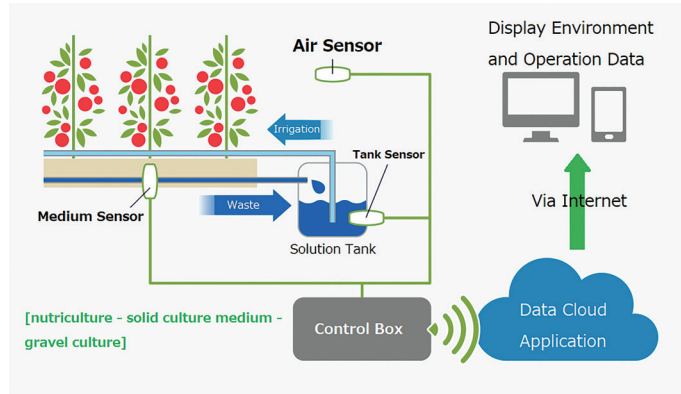 Air Sensor
Display Environment
and Operation Data
Irrigation
Tank Sensor
Medium Sensor
Waste
Via Internet
Solution Tank
[nutriculture - solid culture medium -
gravel culture]
Control Box
Data Cloud
Application